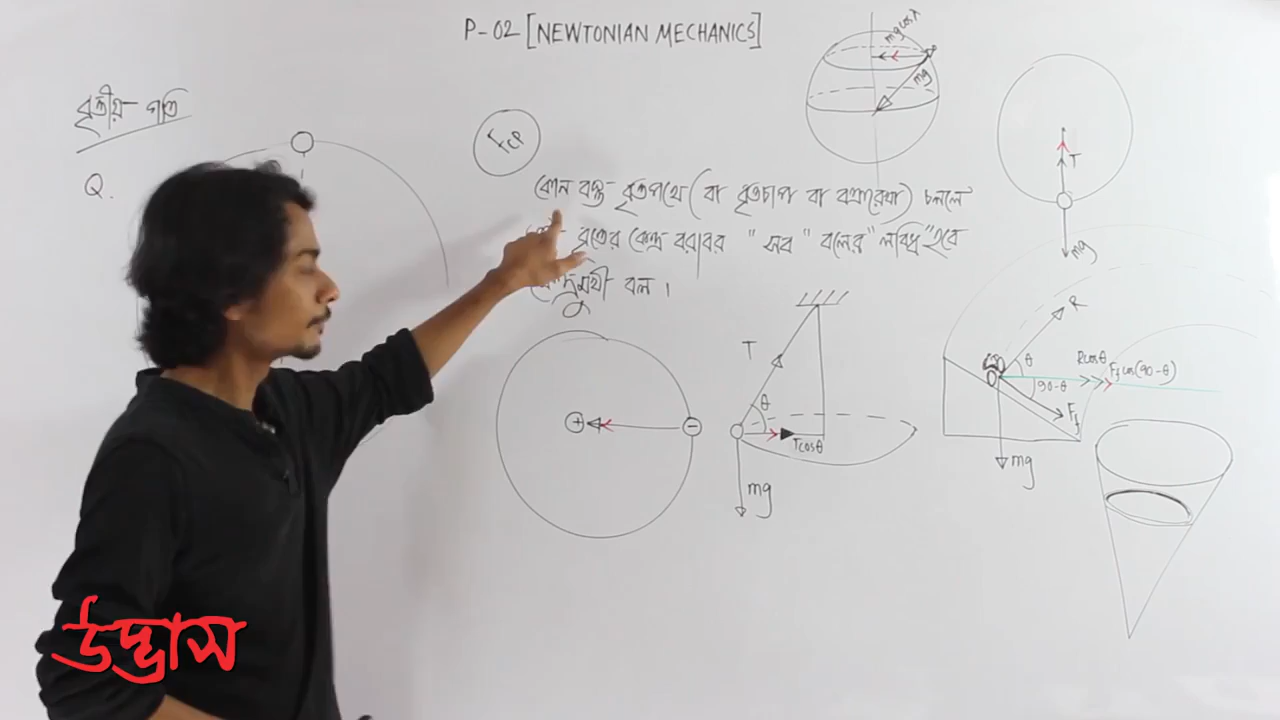 P-02 [NEWTONIAN MECHANICS]
বৃত্তীয় গতি
Q.
Fcp
কোন বস্তু বৃত্তপথে (বা বৃত্তচাপ বা বক্ররেখা) চললে
বৃত্তের কেন্দ্র বরাবর "সব" বলের "লব্ধি" হবে
কেন্দ্রমুখী বল।
mg cosλ
mg
T
mg
+
−
T
θ
Tcosθ
mg
R
θ
90-θ
Rcosθ
Ff cos(90-θ)
Ff
mg
উদ্ভাস